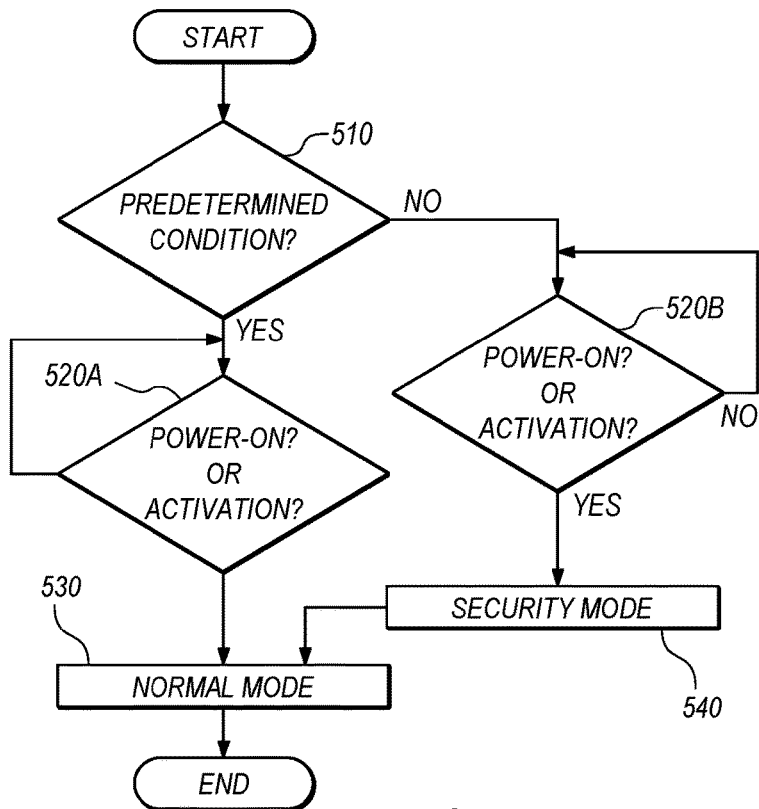 START
510
PREDETERMINED
CONDITION?
NO
YES
520A
POWER-ON?
OR
ACTIVATION?
520B
POWER-ON?
OR
ACTIVATION?
NO
YES
530
NORMAL MODE
SECURITY MODE
540
END